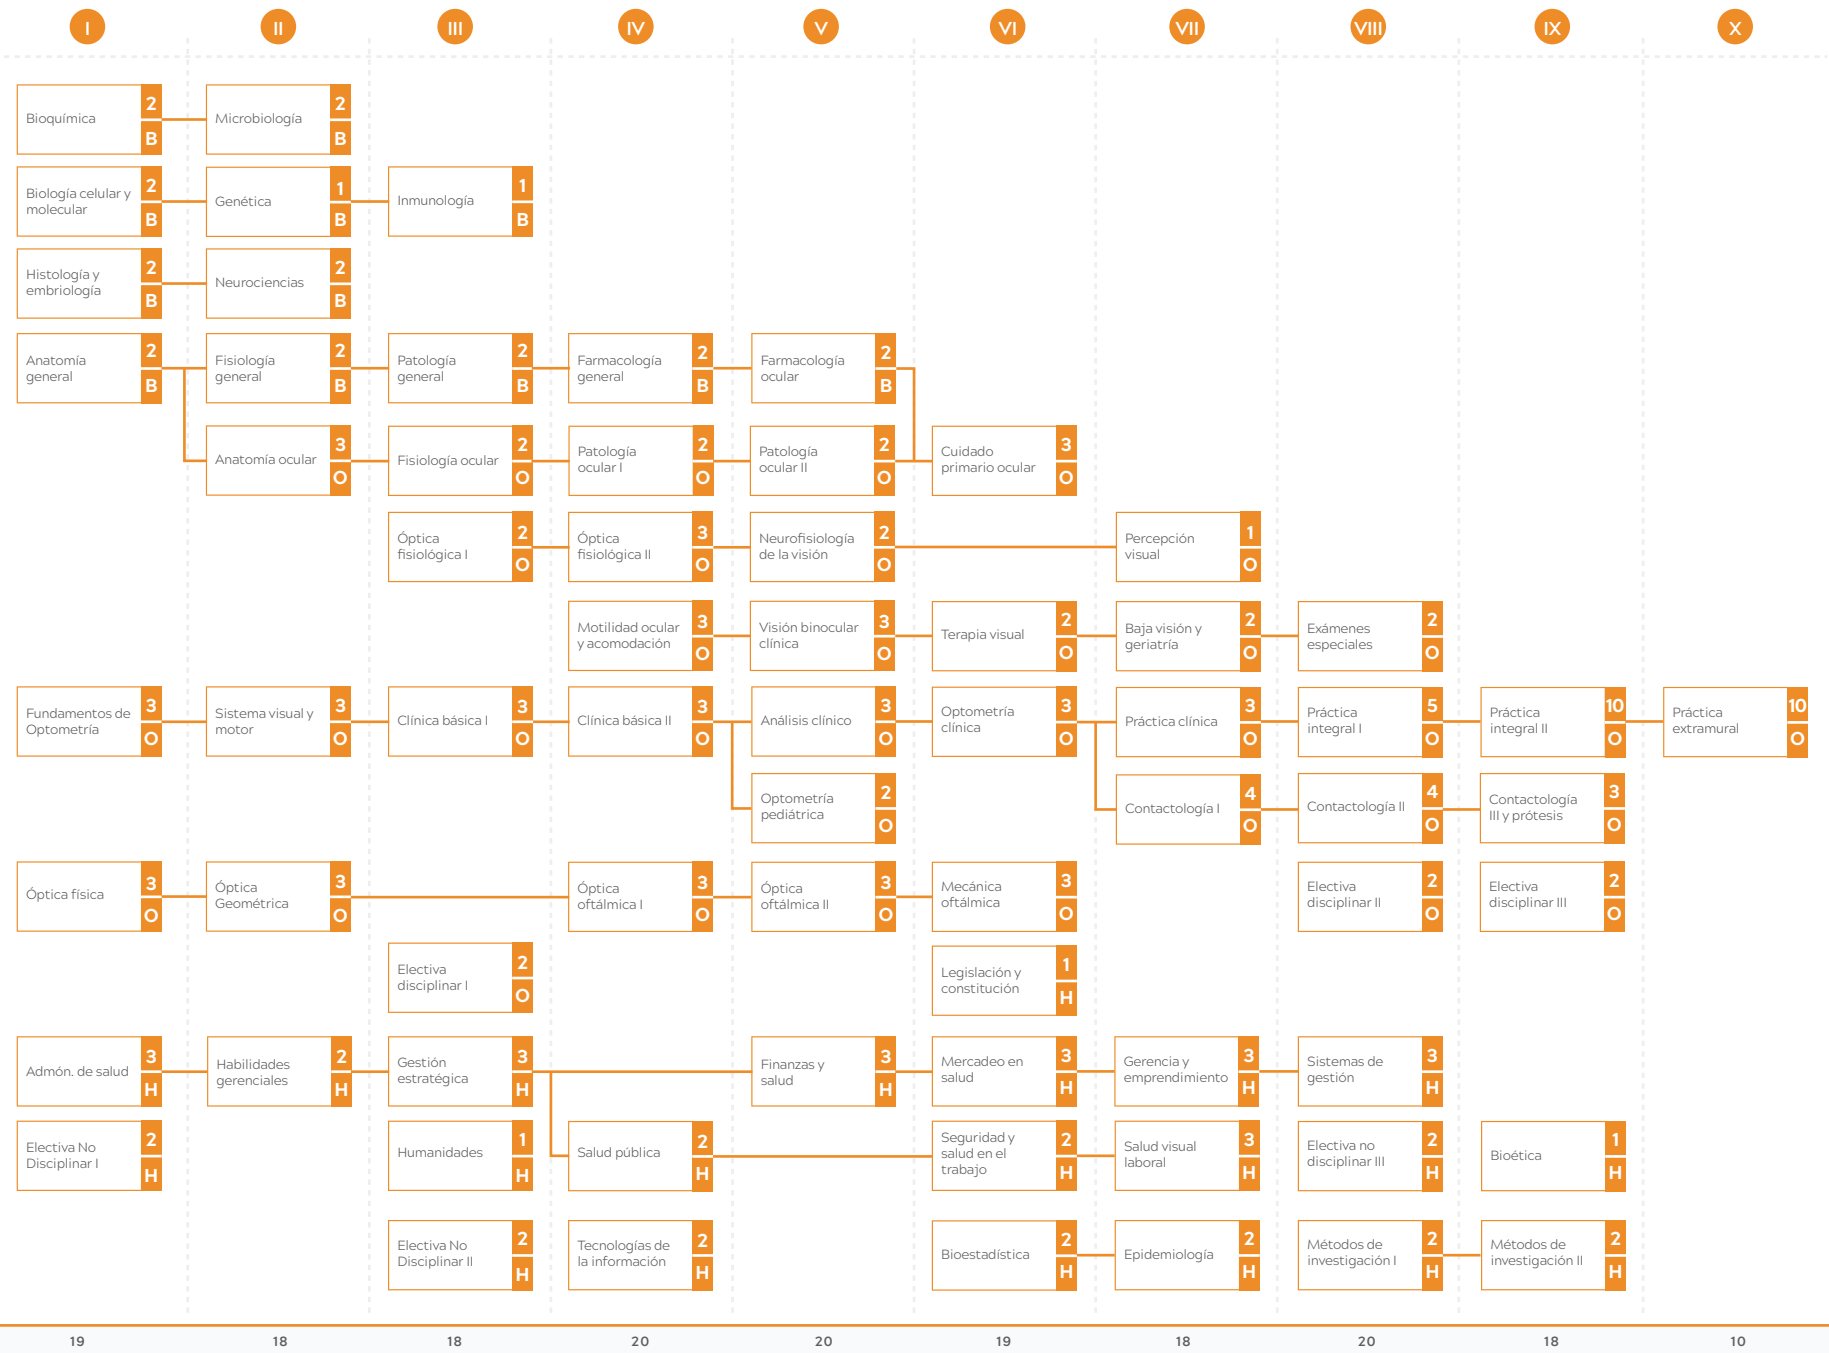 I
II
III
IV
V
VI
VII
VIII
IX
X
Bioquímica
2
B
Microbiología
2
B
Biología celular y
molecular
2
B
Genética
1
B
Inmunología
1
B
Histología y
embriología
2
B
Neurociencias
2
B
Anatomía
general
2
B
Fisiología
general
2
B
Patología
general
2
B
Farmacología
general
2
B
Farmacología
ocular
2
B
Anatomía ocular
3
O
Fisiología ocular
2
O
Patología
ocular I
2
O
Patología
ocular II
2
O
Cuidado
primario ocular
3
O
Óptica
fisiológica I
2
O
Óptica
fisiológica II
3
O
Neurofisiología
de la visión
2
O
Percepción
visual
1
O
Motilidad ocular
y acomodación
3
O
Visión binocular
clínica
3
O
Terapia visual
2
O
Baja visión y
geriatría
2
O
Exámenes
especiales
2
O
Fundamentos de
Optometría
3
O
Sistema visual y
motor
3
O
Clínica básica I
3
O
Clínica básica II
3
O
Análisis clínico
3
O
Optometría
clínica
3
O
Práctica clínica
3
O
Práctica
integral I
5
O
Práctica
integral II
10
O
Práctica
extramural
10
O
Optometría
pediátrica
2
O
Contactología I
4
O
Contactología II
4
O
Contactología
III y prótesis
3
O
Óptica física
3
O
Óptica
Geométrica
3
O
Óptica
oftálmica I
3
O
Óptica
oftálmica II
3
O
Mecánica
oftálmica
3
O
Electiva
disciplinar II
2
O
Electiva
disciplinar III
2
O
Electiva
disciplinar I
2
O
Legislación y
constitución
1
H
Admón. de salud
3
H
Habilidades
gerenciales
2
H
Gestión
estratégica
3
H
Finanzas y
salud
3
H
Mercadeo en
salud
3
H
Gerencia y
emprendimiento
3
H
Sistemas de
gestión
3
H
Electiva No
Disciplinar I
2
H
Humanidades
1
H
Salud pública
2
H
Seguridad y
salud en el
trabajo
2
H
Salud visual
laboral
3
H
Electiva no
disciplinar III
2
H
Bioética
1
H
Electiva No
Disciplinar II
2
H
Tecnologías de
la información
2
H
Bioestadística
2
H
Epidemiología
2
H
Métodos de
investigación I
2
H
Métodos de
investigación II
2
H
19
18
18
20
20
19
18
20
18
10